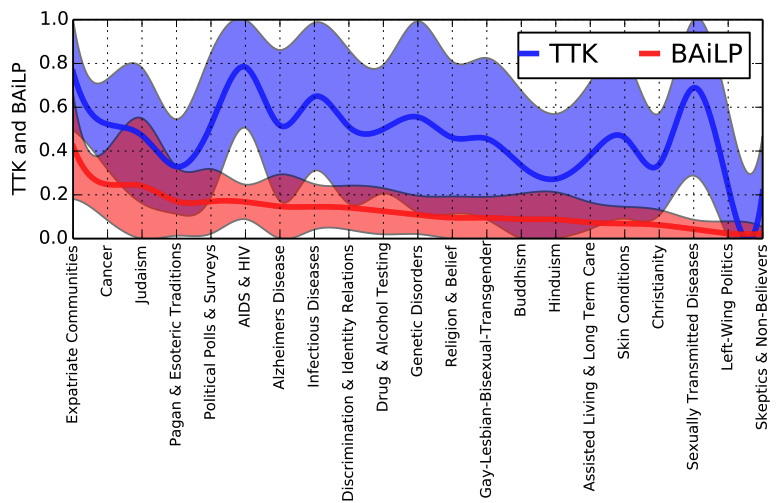 TTK and BAiLP
1.0
0.8
0.6
0.4
0.2
0.0
TTK
BAiLP
Expatriate Communities
Cancer
Judaism
Pagan & Esoteric Traditions
Political Polls & Surveys
AIDS & HIV
Alzheimers Disease
Infectious Diseases
Discrimination & Identity Relations
Drug & Alcohol Testing
Genetic Disorders
Religion & Belief
Gay-Lesbian-Bisexual-Transgender
Buddhism
Hinduism
Assisted Living & Long Term Care
Skin Conditions
Christianity
Sexually Transmitted Diseases
Left-Wing Politics
Skeptics & Non-Believers